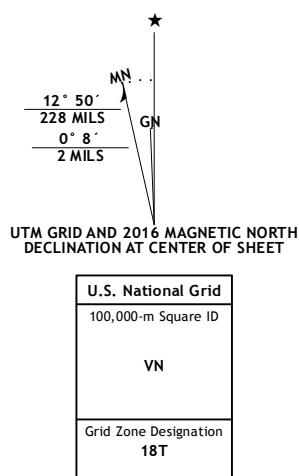 ★
MN
GN
12° 50´
228 MILS
0° 8´
2 MILS
UTM GRID AND 2016 MAGNETIC NORTH
DECLINATION AT CENTER OF SHEET
U.S. National Grid
100,000-m Square ID
VN
Grid Zone Designation
18T